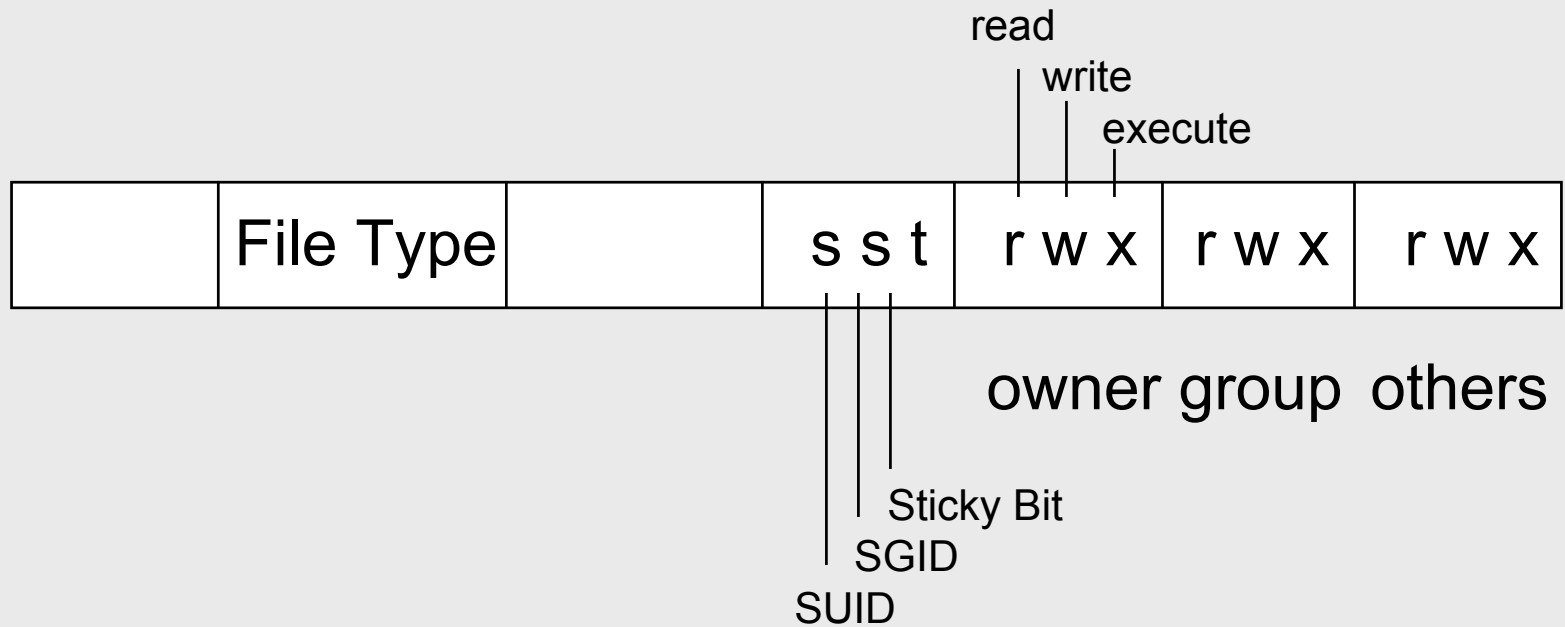 read
write
execute
File Type s s t r w x r w x r w x
owner group others
Sticky Bit
SGID
SUID